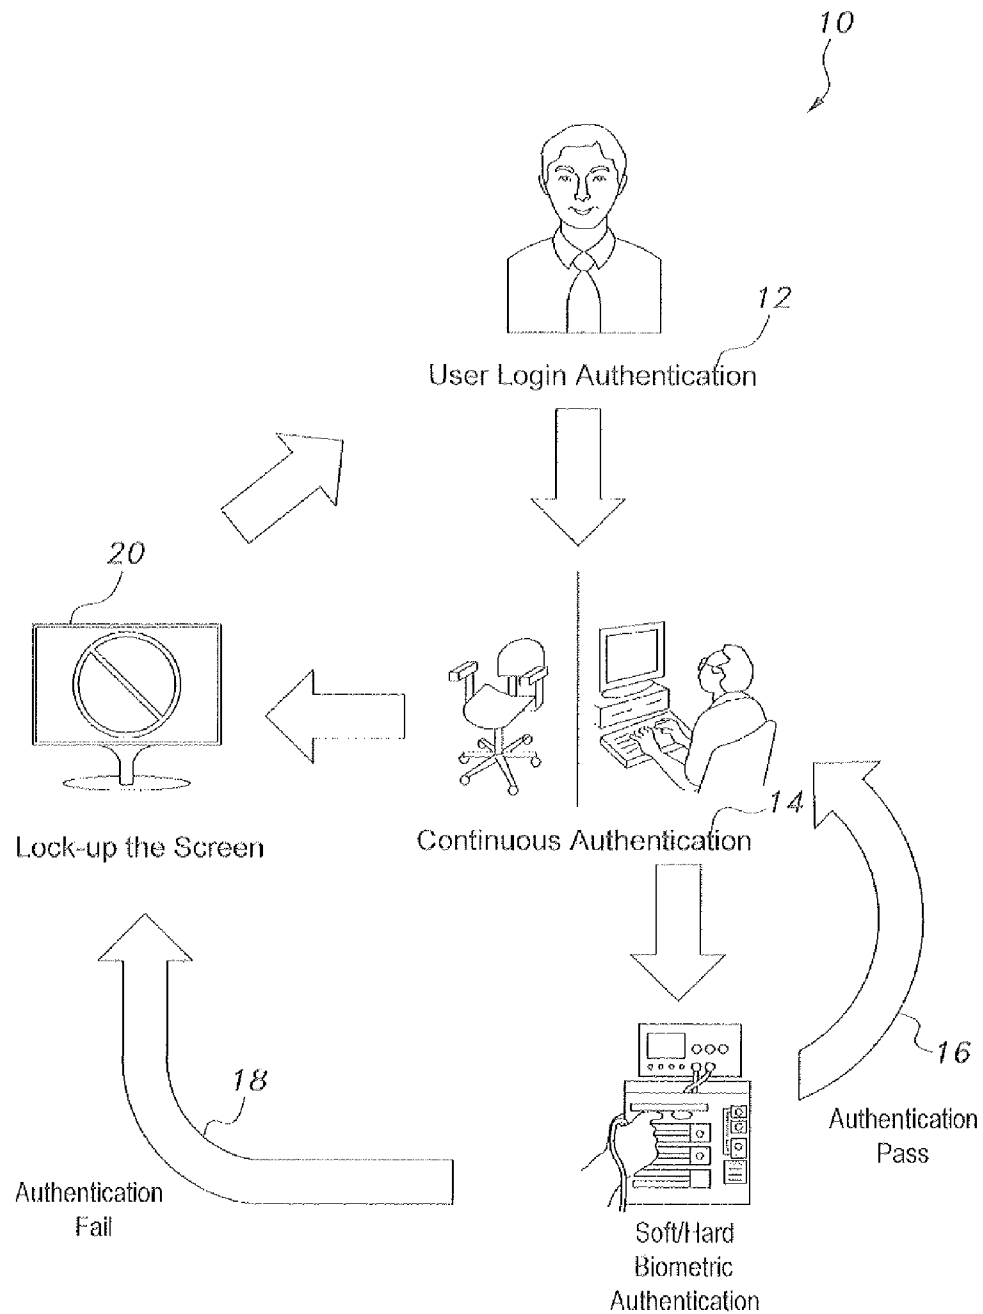 10
12
User Login Authentication
20
Lock-up the Screen
14
Continuous Authentication
16
Authentication
Pass
18
Authentication
Fail
Soft/Hard
Biometric
Authentication